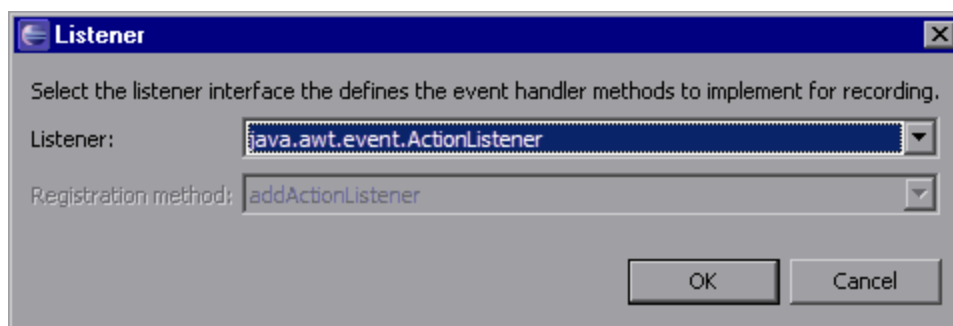 Listener
Select the listener interface the defines the event handler methods to implement for recording.
Listener: java.awt.event.ActionListener
Registration method: addActionListener
OK Cancel